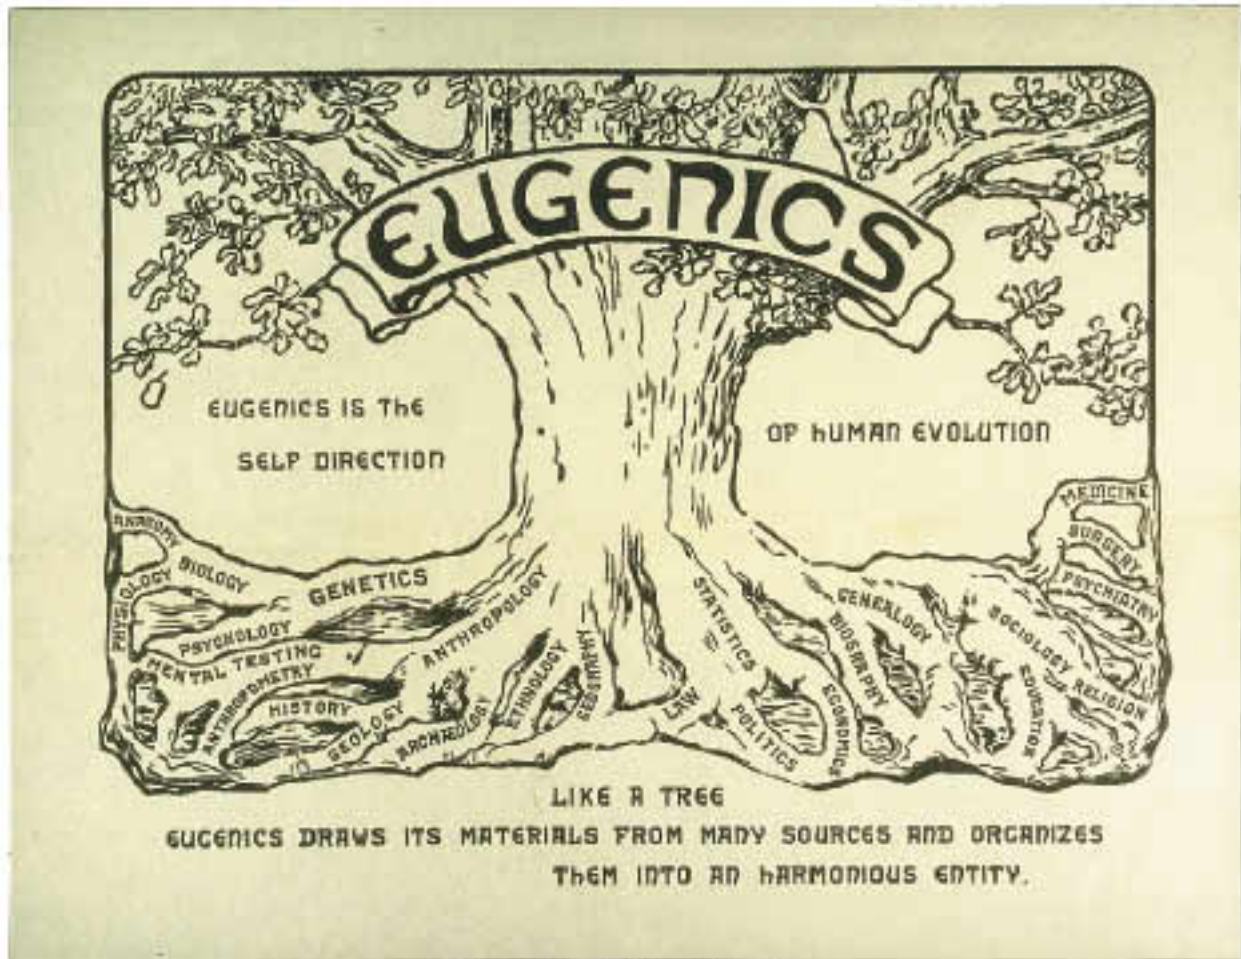 EUGENICS
EUGENICS IS THE
SELF DIRECTION
OF HUMAN EVOLUTION
ANATOMY
PHYSIOLOGY
BIOLOGY
GENETICS
PSYCHOLOGY
MENTAL TESTING
ANTHROPOMETRY
HISTORY
GEOLOGY
ANTHROPOLOGY
ARCHÆOLOGY
ETHNOLOGY
GEOGRAPHY
LAW
STATISTICS
POLITICS
ECONOMICS
BIOGRAPHY
GENEALOGY
EDUCATION
SOCIOLOGY
RELIGION
PSYCHIATRY
SURGERY
MEDICINE
LIKE A TREE
EUGENICS DRAWS ITS MATERIALS FROM MANY SOURCES AND ORGANIZES
THEM INTO AN HARMONIOUS ENTITY.